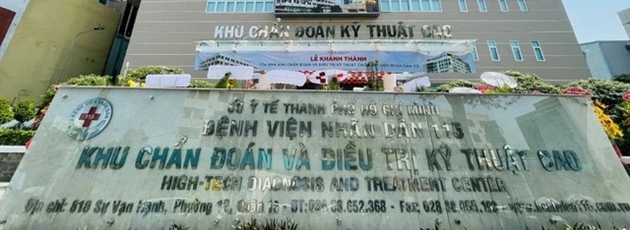 KHU CHẨN ĐOÁN KỸ THUẬT CAO
LỄ KHÁNH THÀNH
115
SỞ Y TẾ THÀNH PHỐ HỒ CHÍ MINH
BỆNH VIỆN NHÂN DÂN 115
KHU CHẨN ĐOÁN VÀ ĐIỀU TRỊ KỸ THUẬT CAO
HIGH-TECH DIAGNOSIS AND TREATMENT CENTER
Địa chỉ: 818 Sư Vạn Hạnh, Phường 12, Quận 10 - ĐT: 028.38.652.368 - Fax: